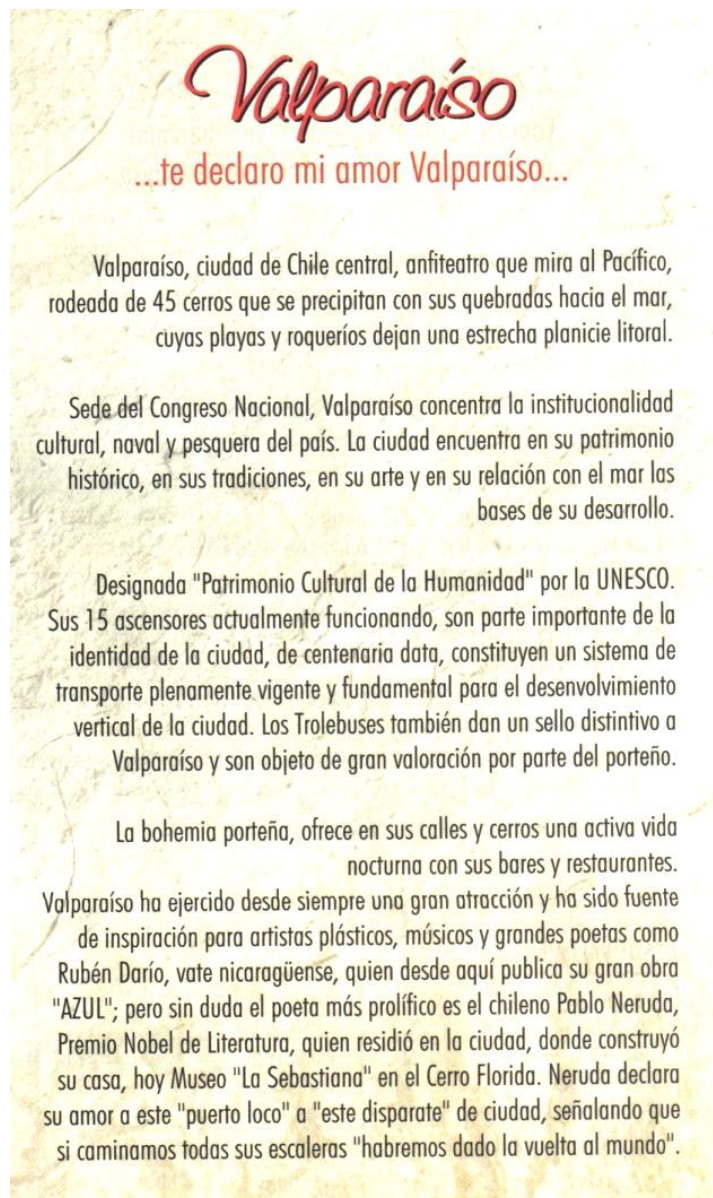 Valparaíso
...te declaro mi amor Valparaíso...
Valparaíso, ciudad de Chile central, anfiteatro que mira al Pacífico,
rodeada de 45 cerros que se precipitan con sus quebradas hacia el mar,
cuyas playas y roqueríos dejan una estrecha planicie litoral.
Sede del Congreso Nacional, Valparaíso concentra la institucionalidad
cultural, naval y pesquera del país. La ciudad encuentra en su patrimonio
histórico, en sus tradiciones, en su arte y en su relación con el mar las
bases de su desarrollo.
Designada "Patrimonio Cultural de la Humanidad" por la UNESCO.
Sus 15 ascensores actualmente funcionando, son parte importante de la
identidad de la ciudad, de centenaria data, constituyen un sistema de
transporte plenamente vigente y fundamental para el desenvolvimiento
vertical de la ciudad. Los Trolebuses también dan un sello distintivo a
Valparaíso y son objeto de gran valoración por parte del porteño.
La bohemia porteña, ofrece en sus calles y cerros una activa vida
nocturna con sus bares y restaurantes.
Valparaíso ha ejercido desde siempre una gran atracción y ha sido fuente
de inspiración para artistas plásticos, músicos y grandes poetas como
Rubén Darío, vate nicaragüense, quien desde aquí publica su gran obra
"AZUL"; pero sin duda el poeta más prolífico es el chileno Pablo Neruda,
Premio Nobel de Literatura, quien residió en la ciudad, donde construyó
su casa, hoy Museo "La Sebastiana" en el Cerro Florida. Neruda declara
su amor a este "puerto loco" a "este disparate" de ciudad, señalando que
si caminamos todas sus escaleras "habremos dado la vuelta al mundo".